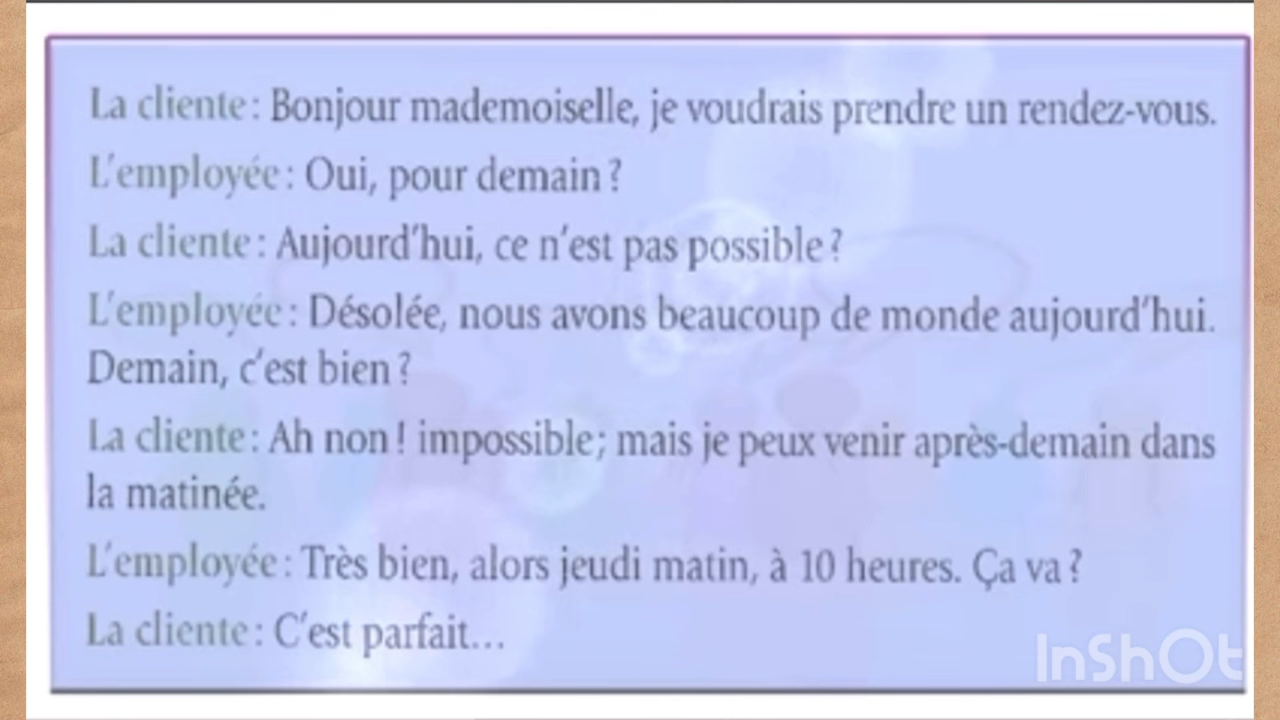 La cliente : Bonjour mademoiselle, je voudrais prendre un rendez-vous.
L'employée : Oui, pour demain ?
La cliente : Aujourd'hui, ce n'est pas possible ?
L'employée : Désolée, nous avons beaucoup de monde aujourd'hui.
Demain, c'est bien ?
La cliente : Ah non ! impossible ; mais je peux venir après-demain dans
la matinée.
L'employée : Très bien, alors jeudi matin, à 10 heures. Ça va ?
La cliente : C'est parfait...
InShOt